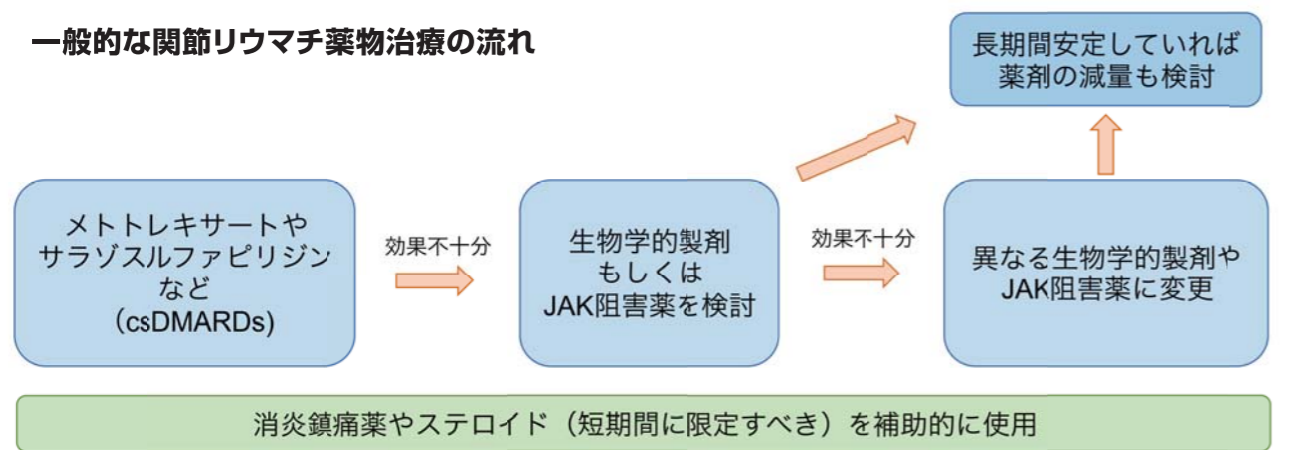 一般的な関節リウマチ薬物治療の流れ
長期間安定していれば
薬剤の減量も検討
メトトレキサートや
サラゾスルファピリジン
など
（csDMARDs)
効果不十分
生物学的製剤
もしくは
JAK阻害薬を検討
効果不十分
異なる生物学的製剤や
JAK阻害薬に変更
消炎鎮痛薬やステロイド（短期間に限定すべき）を補助的に使用